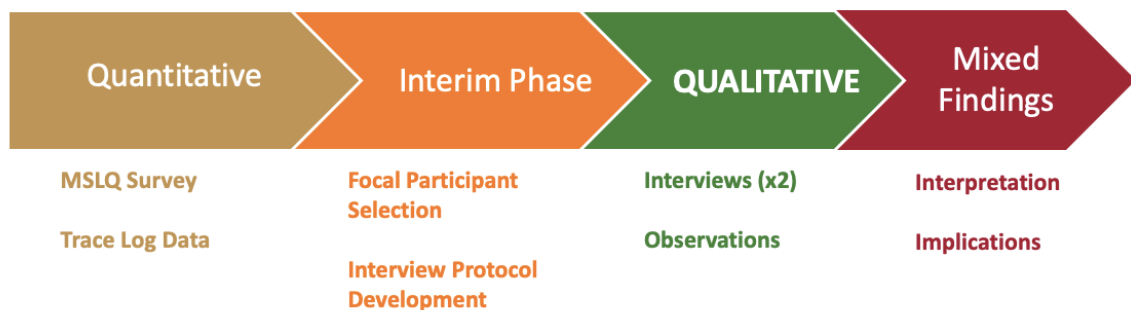 Quantitative
Interim Phase
QUALITATIVE
Mixed
Findings
MSLQ Survey
Trace Log Data
Focal Participant
Selection
Interview Protocol
Development
Interviews (x2)
Observations
Interpretation
Implications